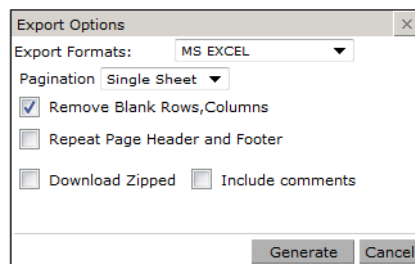 Export Options
Export Formats: MS EXCEL
Pagination Single Sheet
Remove Blank Rows,Columns
Repeat Page Header and Footer
Download Zipped Include comments
Generate Cancel